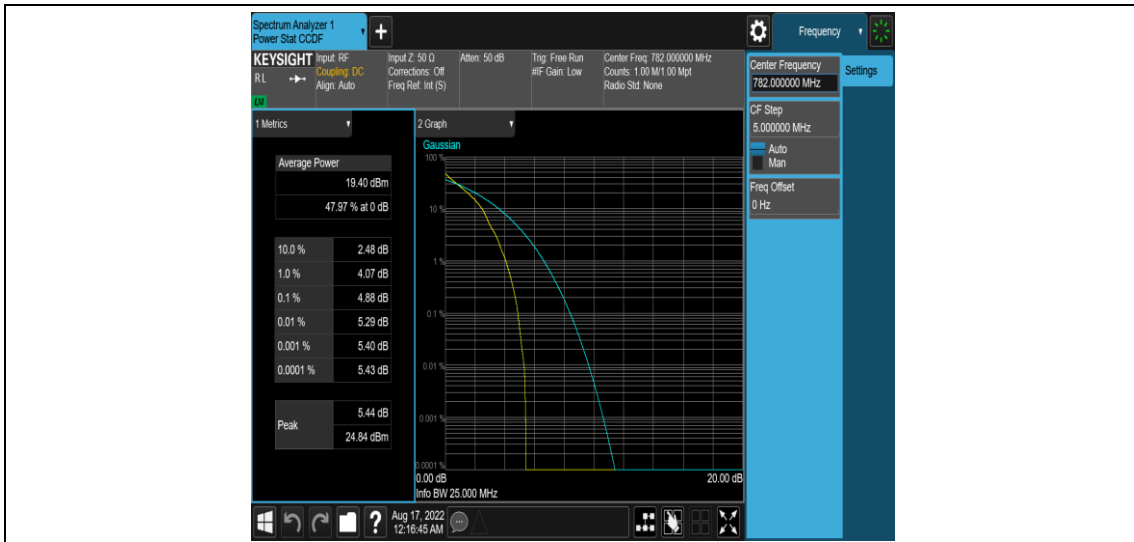 Spectrum Analyzer 1
Power Stat CCDF
Frequency
KEYSIGHT
RL
Input: RF
Coupling: DC
Align: Auto
Input Z: 50 Ω
Corrections: Off
Freq Ref: Int (S)
Atten: 50 dB
Trig: Free Run
#IF Gain: Low
Center Freq: 782.000000 MHz
Counts: 1.00 M/1.00 Mpt
Radio Std: None
Center Frequency
782.000000 MHz
Settings
CF Step
5.000000 MHz
Auto
Man
Freq Offset
0 Hz
1 Metrics
Average Power
19.40 dBm
47.97 % at 0 dB
10.0 % 2.48 dB
1.0 % 4.07 dB
0.1 % 4.88 dB
0.01 % 5.29 dB
0.001 % 5.40 dB
0.0001 % 5.43 dB
Peak
5.44 dB
24.84 dBm
2 Graph
Gaussian
100 %
10 %
1 %
0.1 %
0.01 %
0.001 %
0.0001 %
0.00 dB 20.00 dB
Info BW 25.000 MHz
Aug 17, 2022
12:16:45 AM